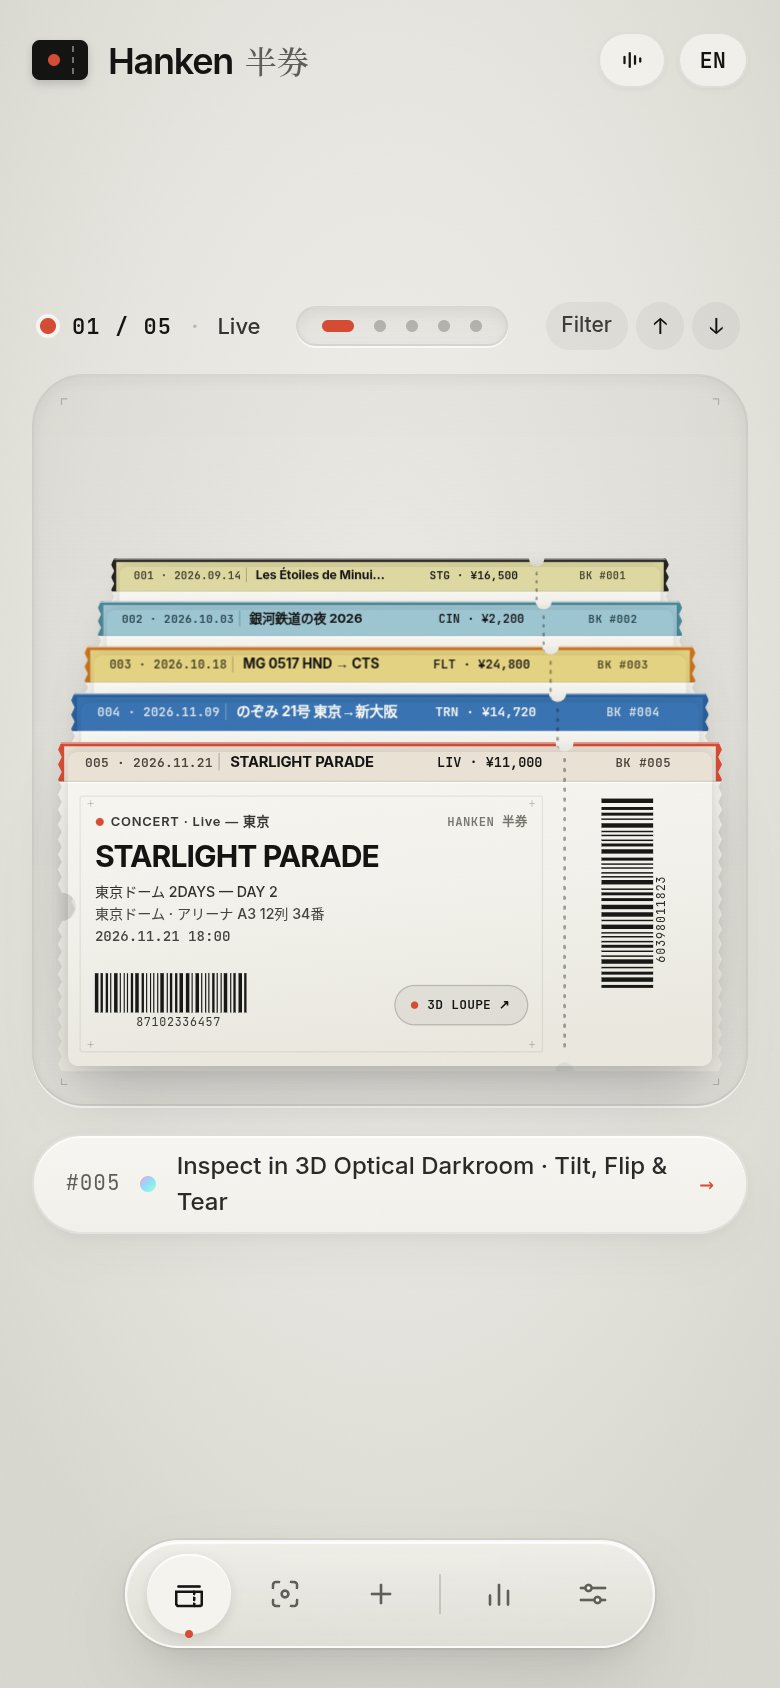 Hanken 半券
EN
01 / 05 · Live
Filter ↑ ↓
001 · 2026.09.14 Les Étoiles de Minui… STG · ¥16,500 BK #001
002 · 2026.10.03 銀河鉄道の夜 2026 CIN · ¥2,200 BK #002
003 · 2026.10.18 MG 0517 HND → CTS FLT · ¥24,800 BK #003
004 · 2026.11.09 のぞみ 21号 東京→新大阪 TRN · ¥14,720 BK #004
005 · 2026.11.21 STARLIGHT PARADE LIV · ¥11,000 BK #005
CONCERT · Live — 東京
HANKEN 半券
STARLIGHT PARADE
東京ドーム 2DAYS — DAY 2
東京ドーム · アリーナ A3 12列 34番
2026.11.21 18:00
87102336457
3D LOUPE ↗
60398011823
#005
Inspect in 3D Optical Darkroom · Tilt, Flip &
Tear
→